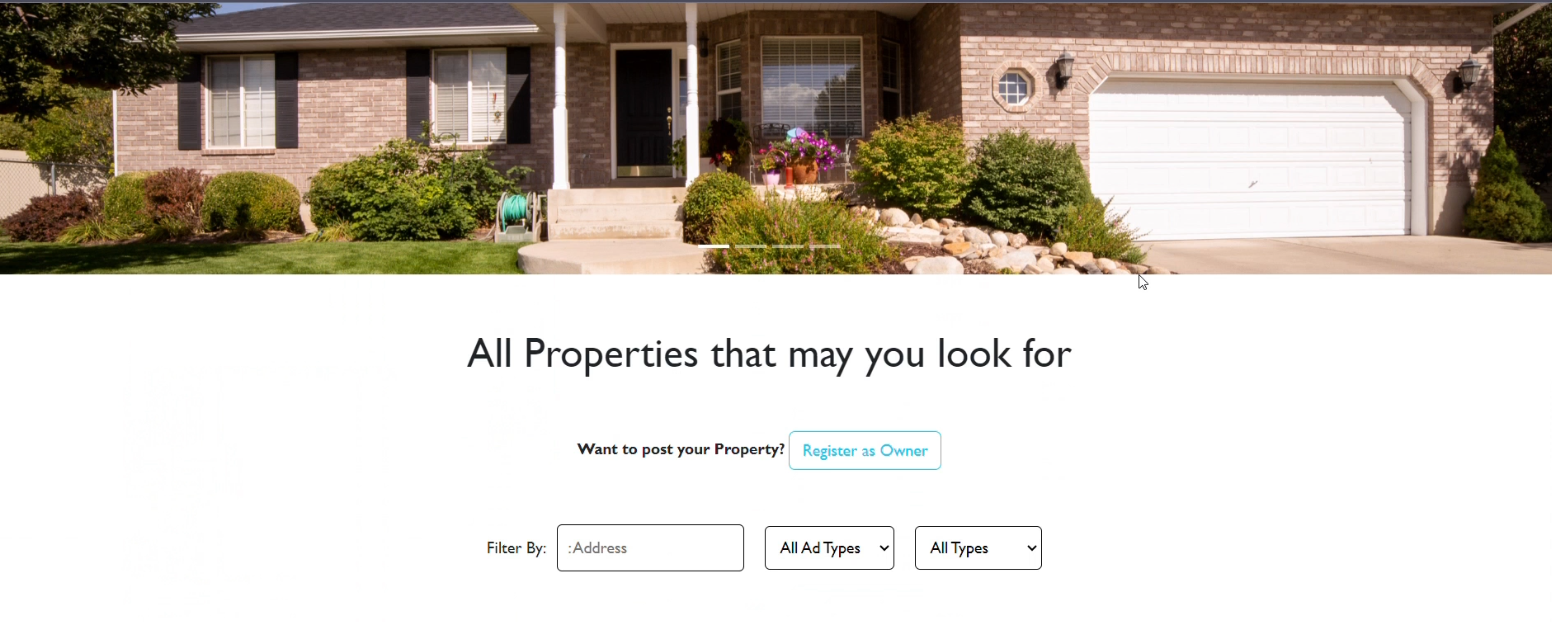 All Properties that may you look for
Want to post your Property? Register as Owner
Filter By: :Address All Ad Types All Types